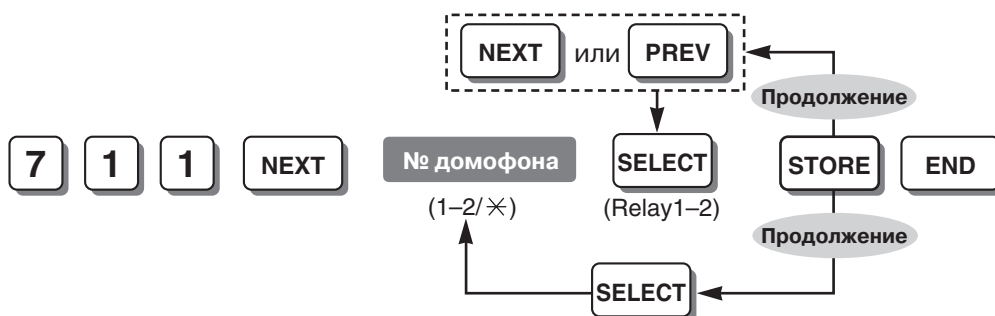 NEXT или PREV
Продолжение
7 1 1 NEXT № домофона SELECT STORE END
(1–2/✳) (Relay1–2)
Продолжение
SELECT